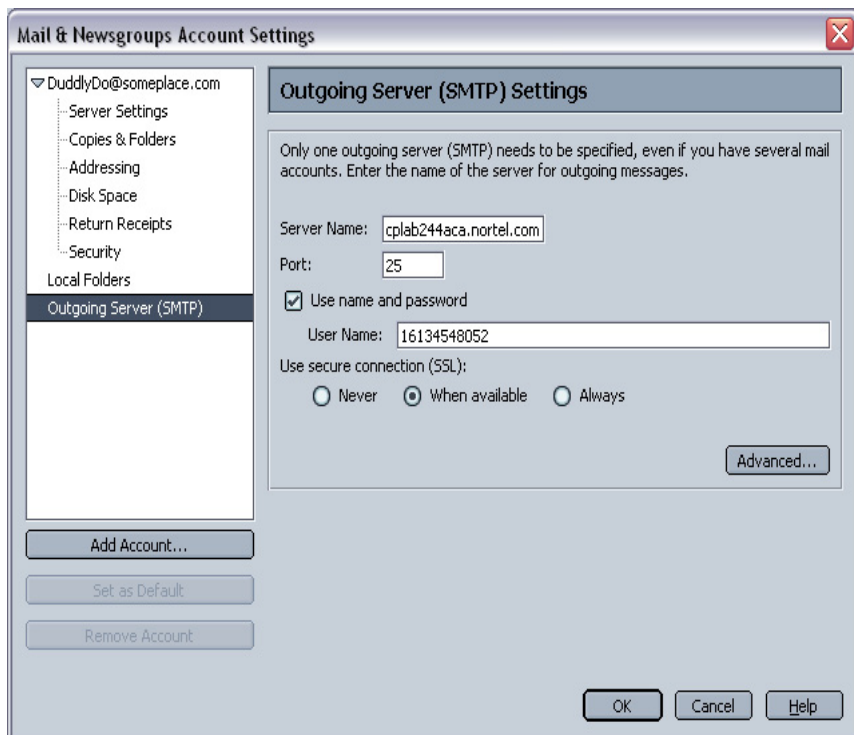 Mail & Newsgroups Account Settings
DuddlyDo@someplace.com
Server Settings
Copies & Folders
Addressing
Disk Space
Return Receipts
Security
Local Folders
Outgoing Server (SMTP)
Add Account...
Set as Default
Remove Account
Outgoing Server (SMTP) Settings
Only one outgoing server (SMTP) needs to be specified, even if you have several mail
accounts. Enter the name of the server for outgoing messages.
Server Name: cplab244aca.nortel.com
Port: 25
Use name and password
User Name: 16134548052
Use secure connection (SSL):
Never When available Always
Advanced...
OK Cancel Help